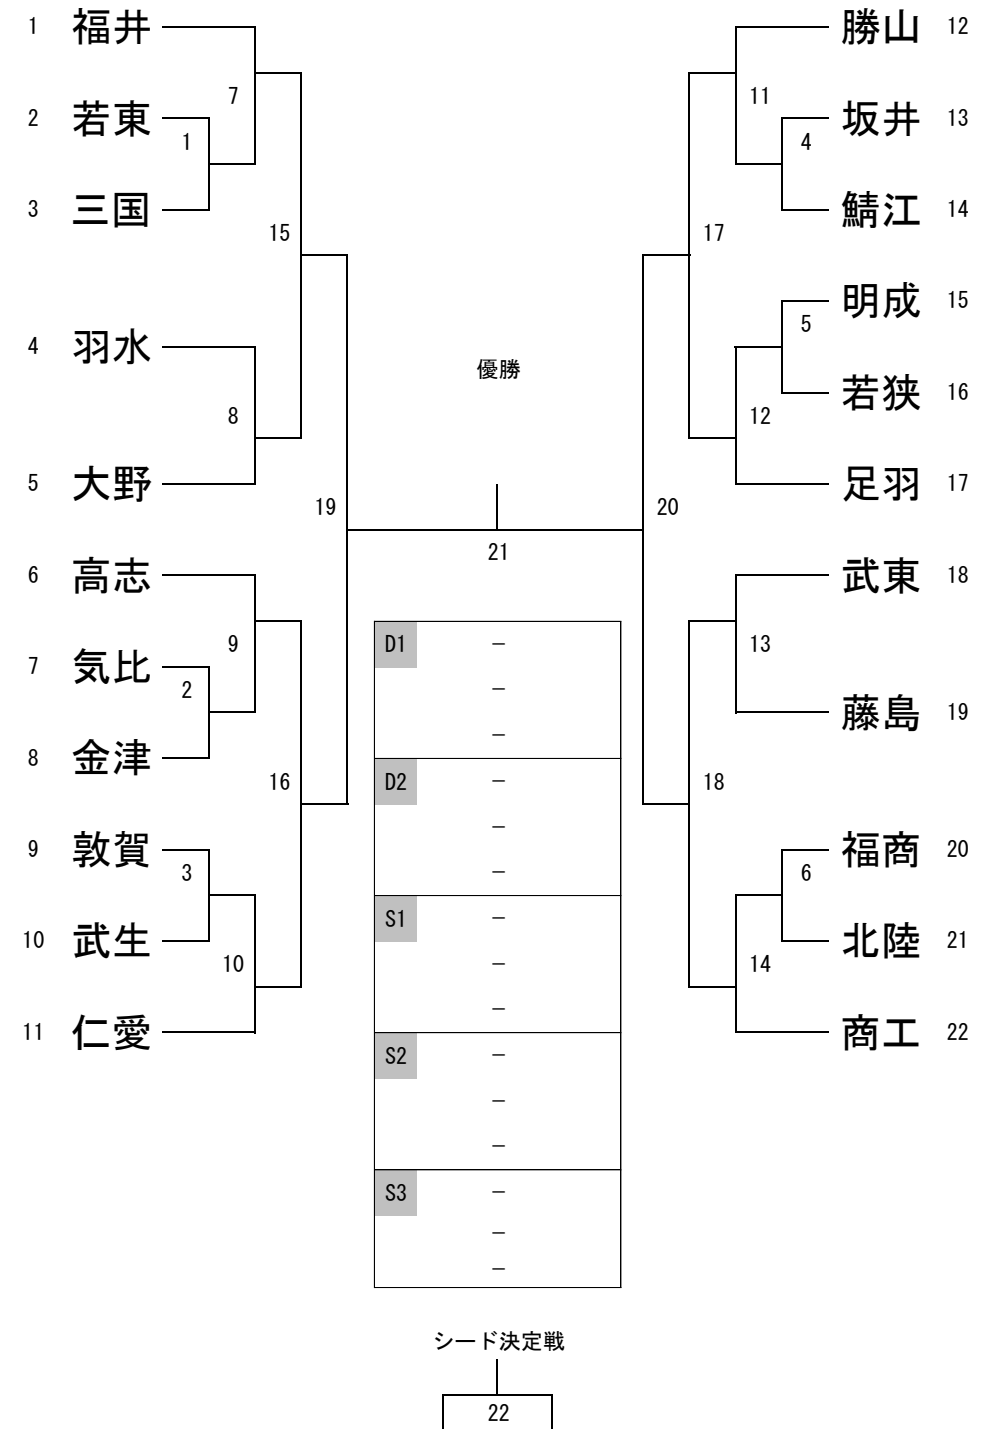 1 福井
7
2 若東
1
3 三国
15
4 羽水
8
5 大野
19
6 高志
9
7 気比
2
8 金津
16
9 敦賀
3
10 武生
10
11 仁愛
優勝
21
D1 －
－
－
D2 －
－
－
S1 －
－
－
S2 －
－
－
S3 －
－
－
勝山 12
11
坂井 13
4
鯖江 14
17
明成 15
5
若狭 16
12
足羽 17
20
武東 18
13
藤島 19
18
福商 20
6
北陸 21
14
商工 22
シード決定戦
22